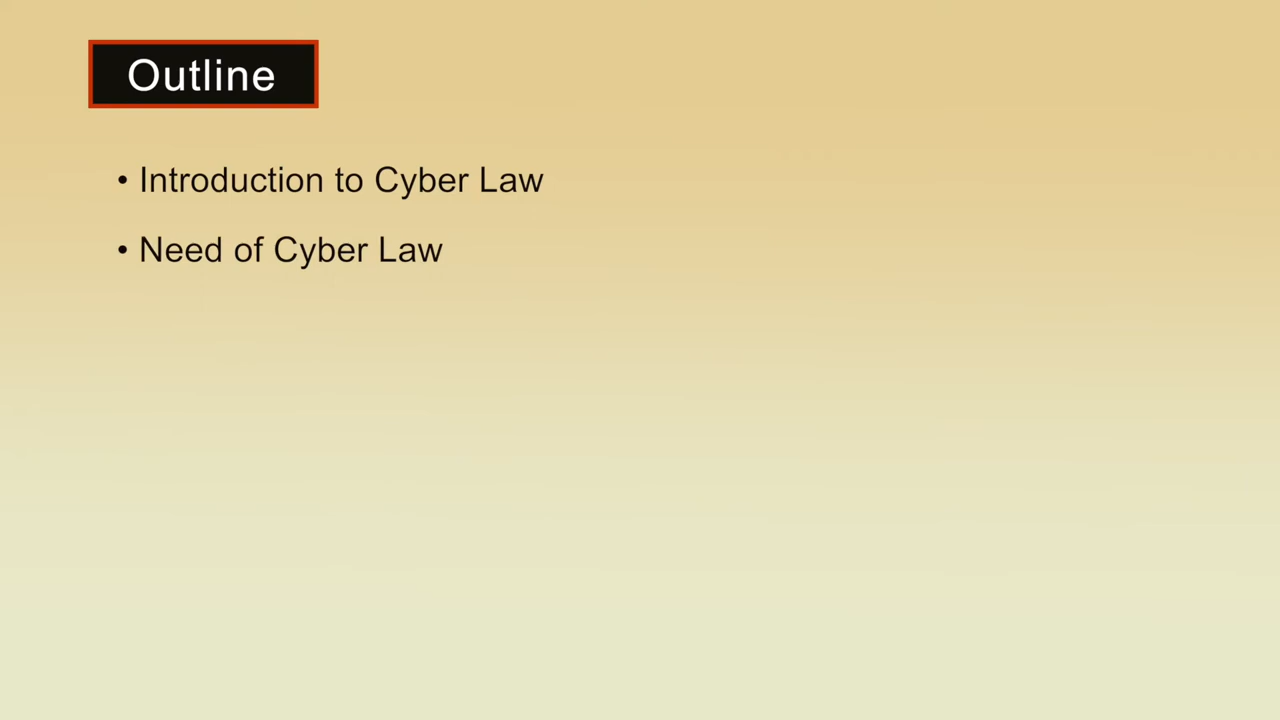 Outline
• Introduction to Cyber Law
• Need of Cyber Law